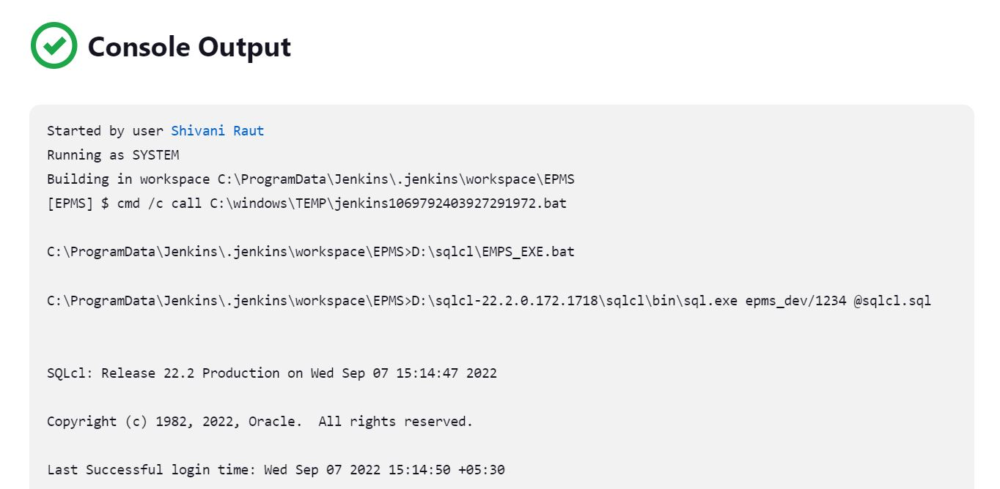 Console Output
Started by user Shivani Raut
Running as SYSTEM
Building in workspace C:\ProgramData\Jenkins\.jenkins\workspace\EPMS
[EPMS] $ cmd /c call C:\windows\TEMP\jenkins1069792403927291972.bat
C:\ProgramData\Jenkins\.jenkins\workspace\EPMS>D:\sqlcl\EMPS_EXE.bat
C:\ProgramData\Jenkins\.jenkins\workspace\EPMS>D:\sqlcl-22.2.0.172.1718\sqlcl\bin\sql.exe epms_dev/1234 @sqlcl.sql
SQLcl: Release 22.2 Production on Wed Sep 07 15:14:47 2022
Copyright (c) 1982, 2022, Oracle.  All rights reserved.
Last Successful login time: Wed Sep 07 2022 15:14:50 +05:30